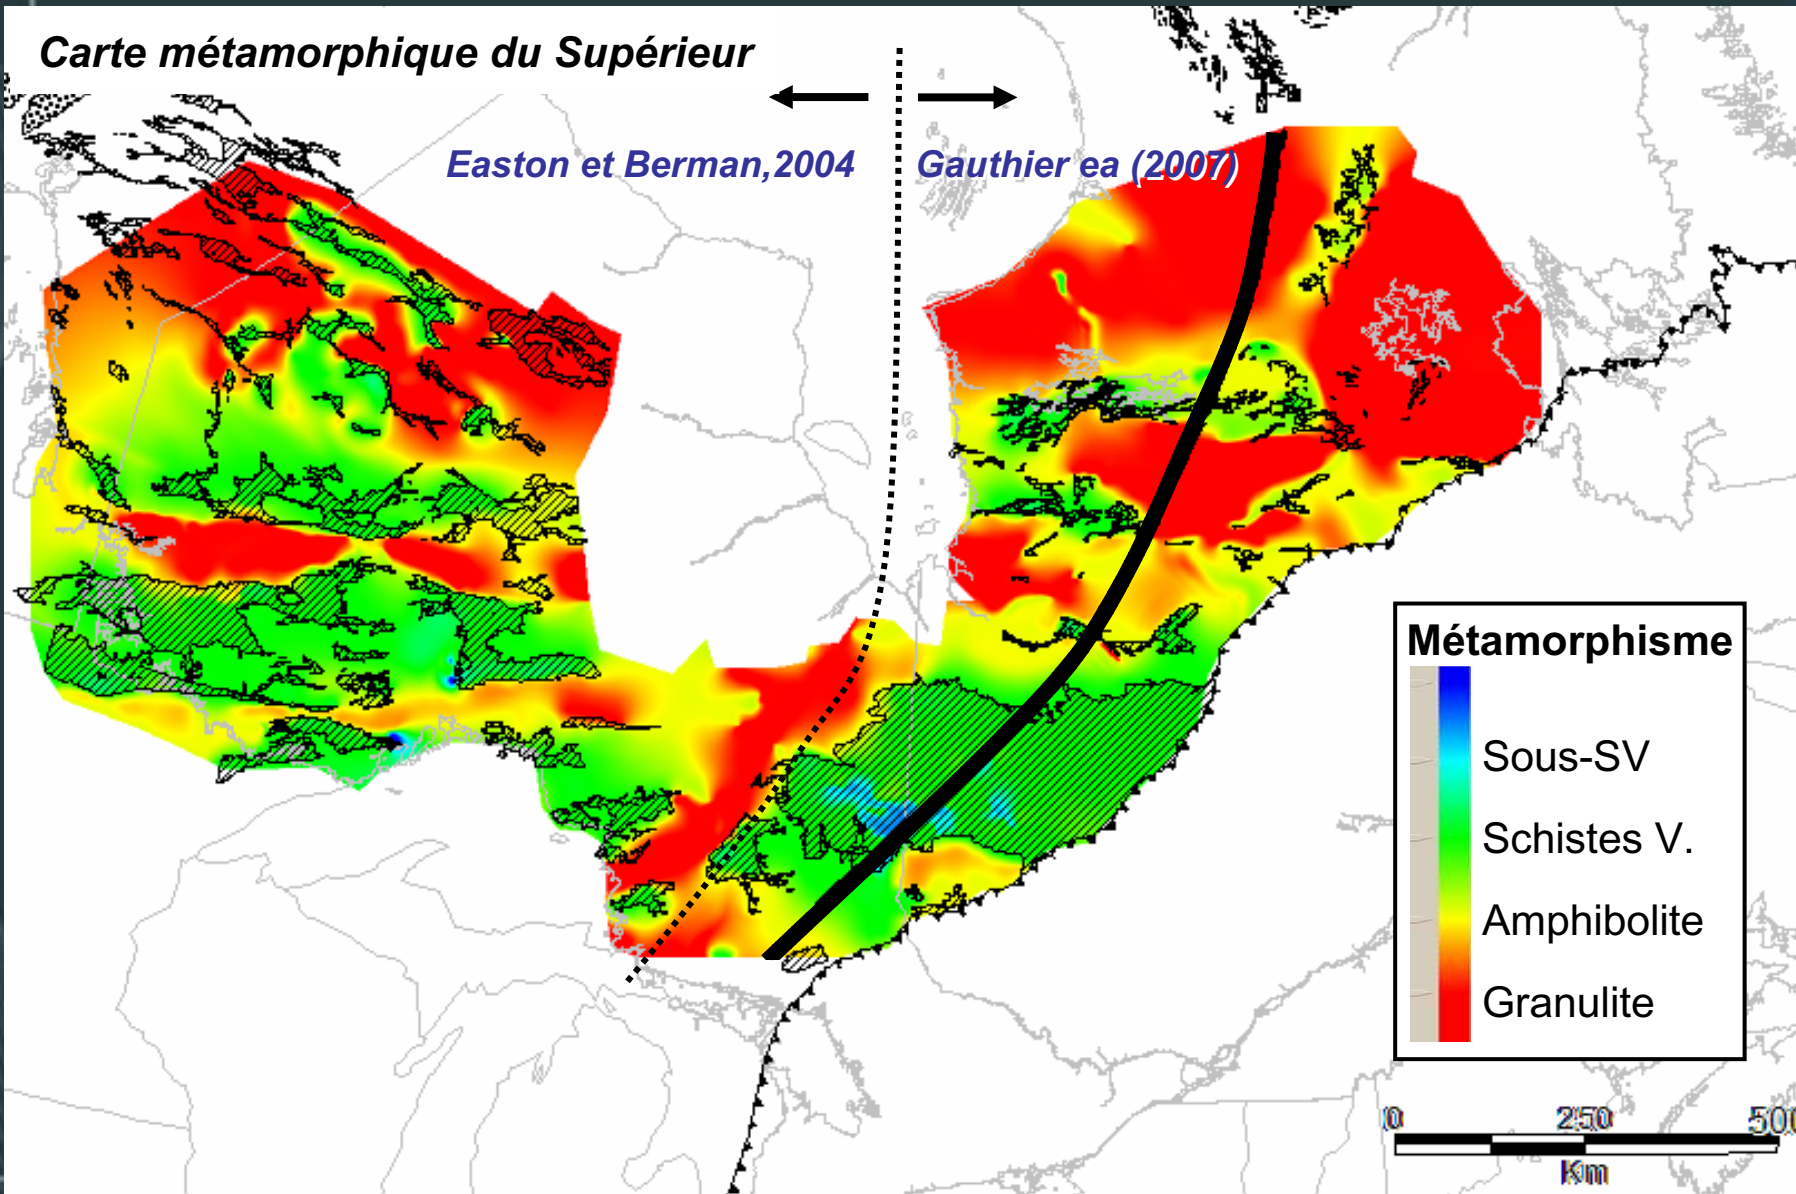 Carte métamorphique du Supérieur
Easton et Berman,2004
Gauthier ea (2007)
Métamorphisme
Sous-SV
Schistes V.
Amphibolite
Granulite
0 250 500
Km